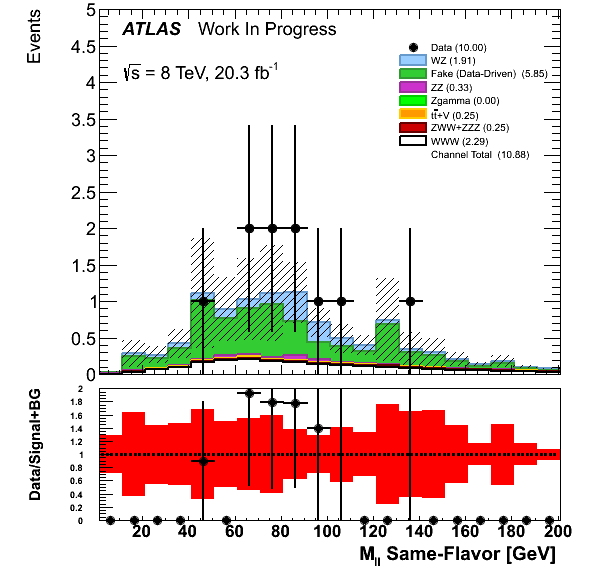 Events
5
4.5
4
3.5
3
2.5
2
1.5
1
0.5
0
ATLAS Work In Progress
√s = 8 TeV, 20.3 fb⁻¹
Data (10.00)
WZ (1.91)
Fake (Data-Driven) (5.85)
ZZ (0.33)
Zgamma (0.00)
tt̄+V (0.25)
ZWW+ZZZ (0.25)
WWW (2.29)
Channel Total (10.88)
Data/Signal+BG
2
1.8
1.6
1.4
1.2
1
0.8
0.6
0.4
0.2
0
20 40 60 80 100 120 140 160 180 200
M_ll Same-Flavor [GeV]